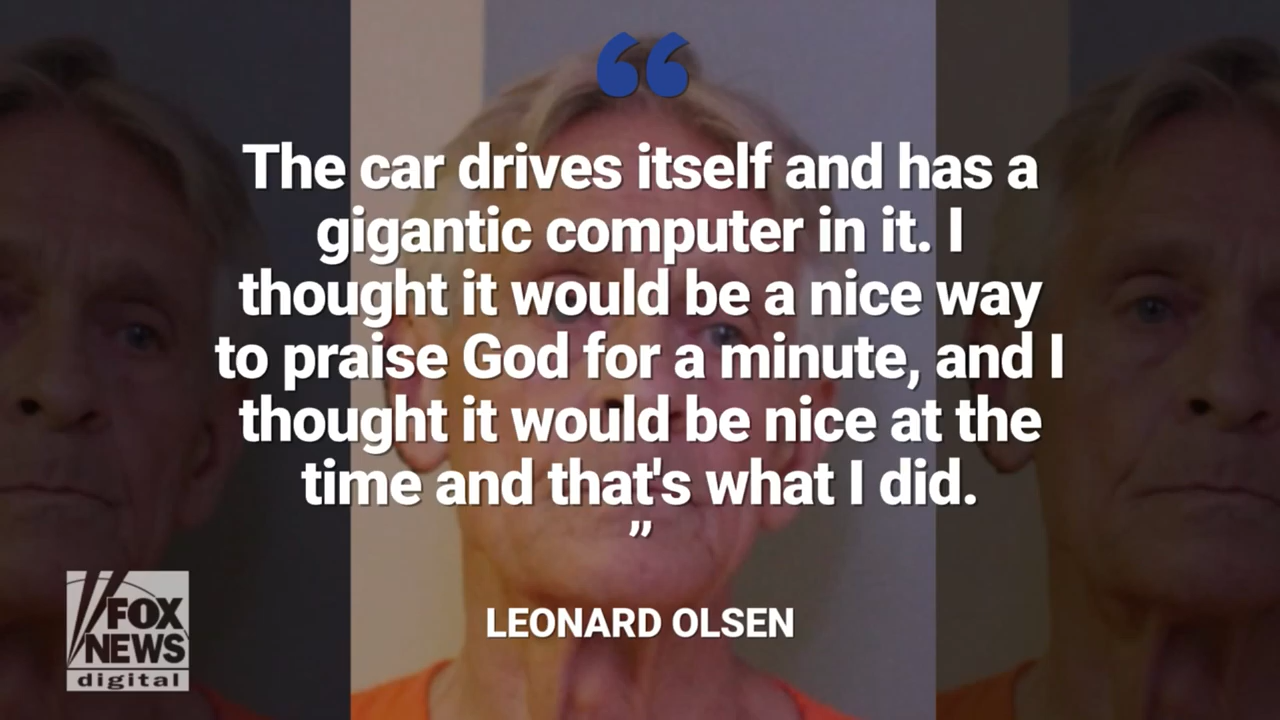 “
The car drives itself and has a
gigantic computer in it. I
thought it would be a nice way
to praise God for a minute, and I
thought it would be nice at the
time and that's what I did.
”
LEONARD OLSEN
FOX
NEWS
digital